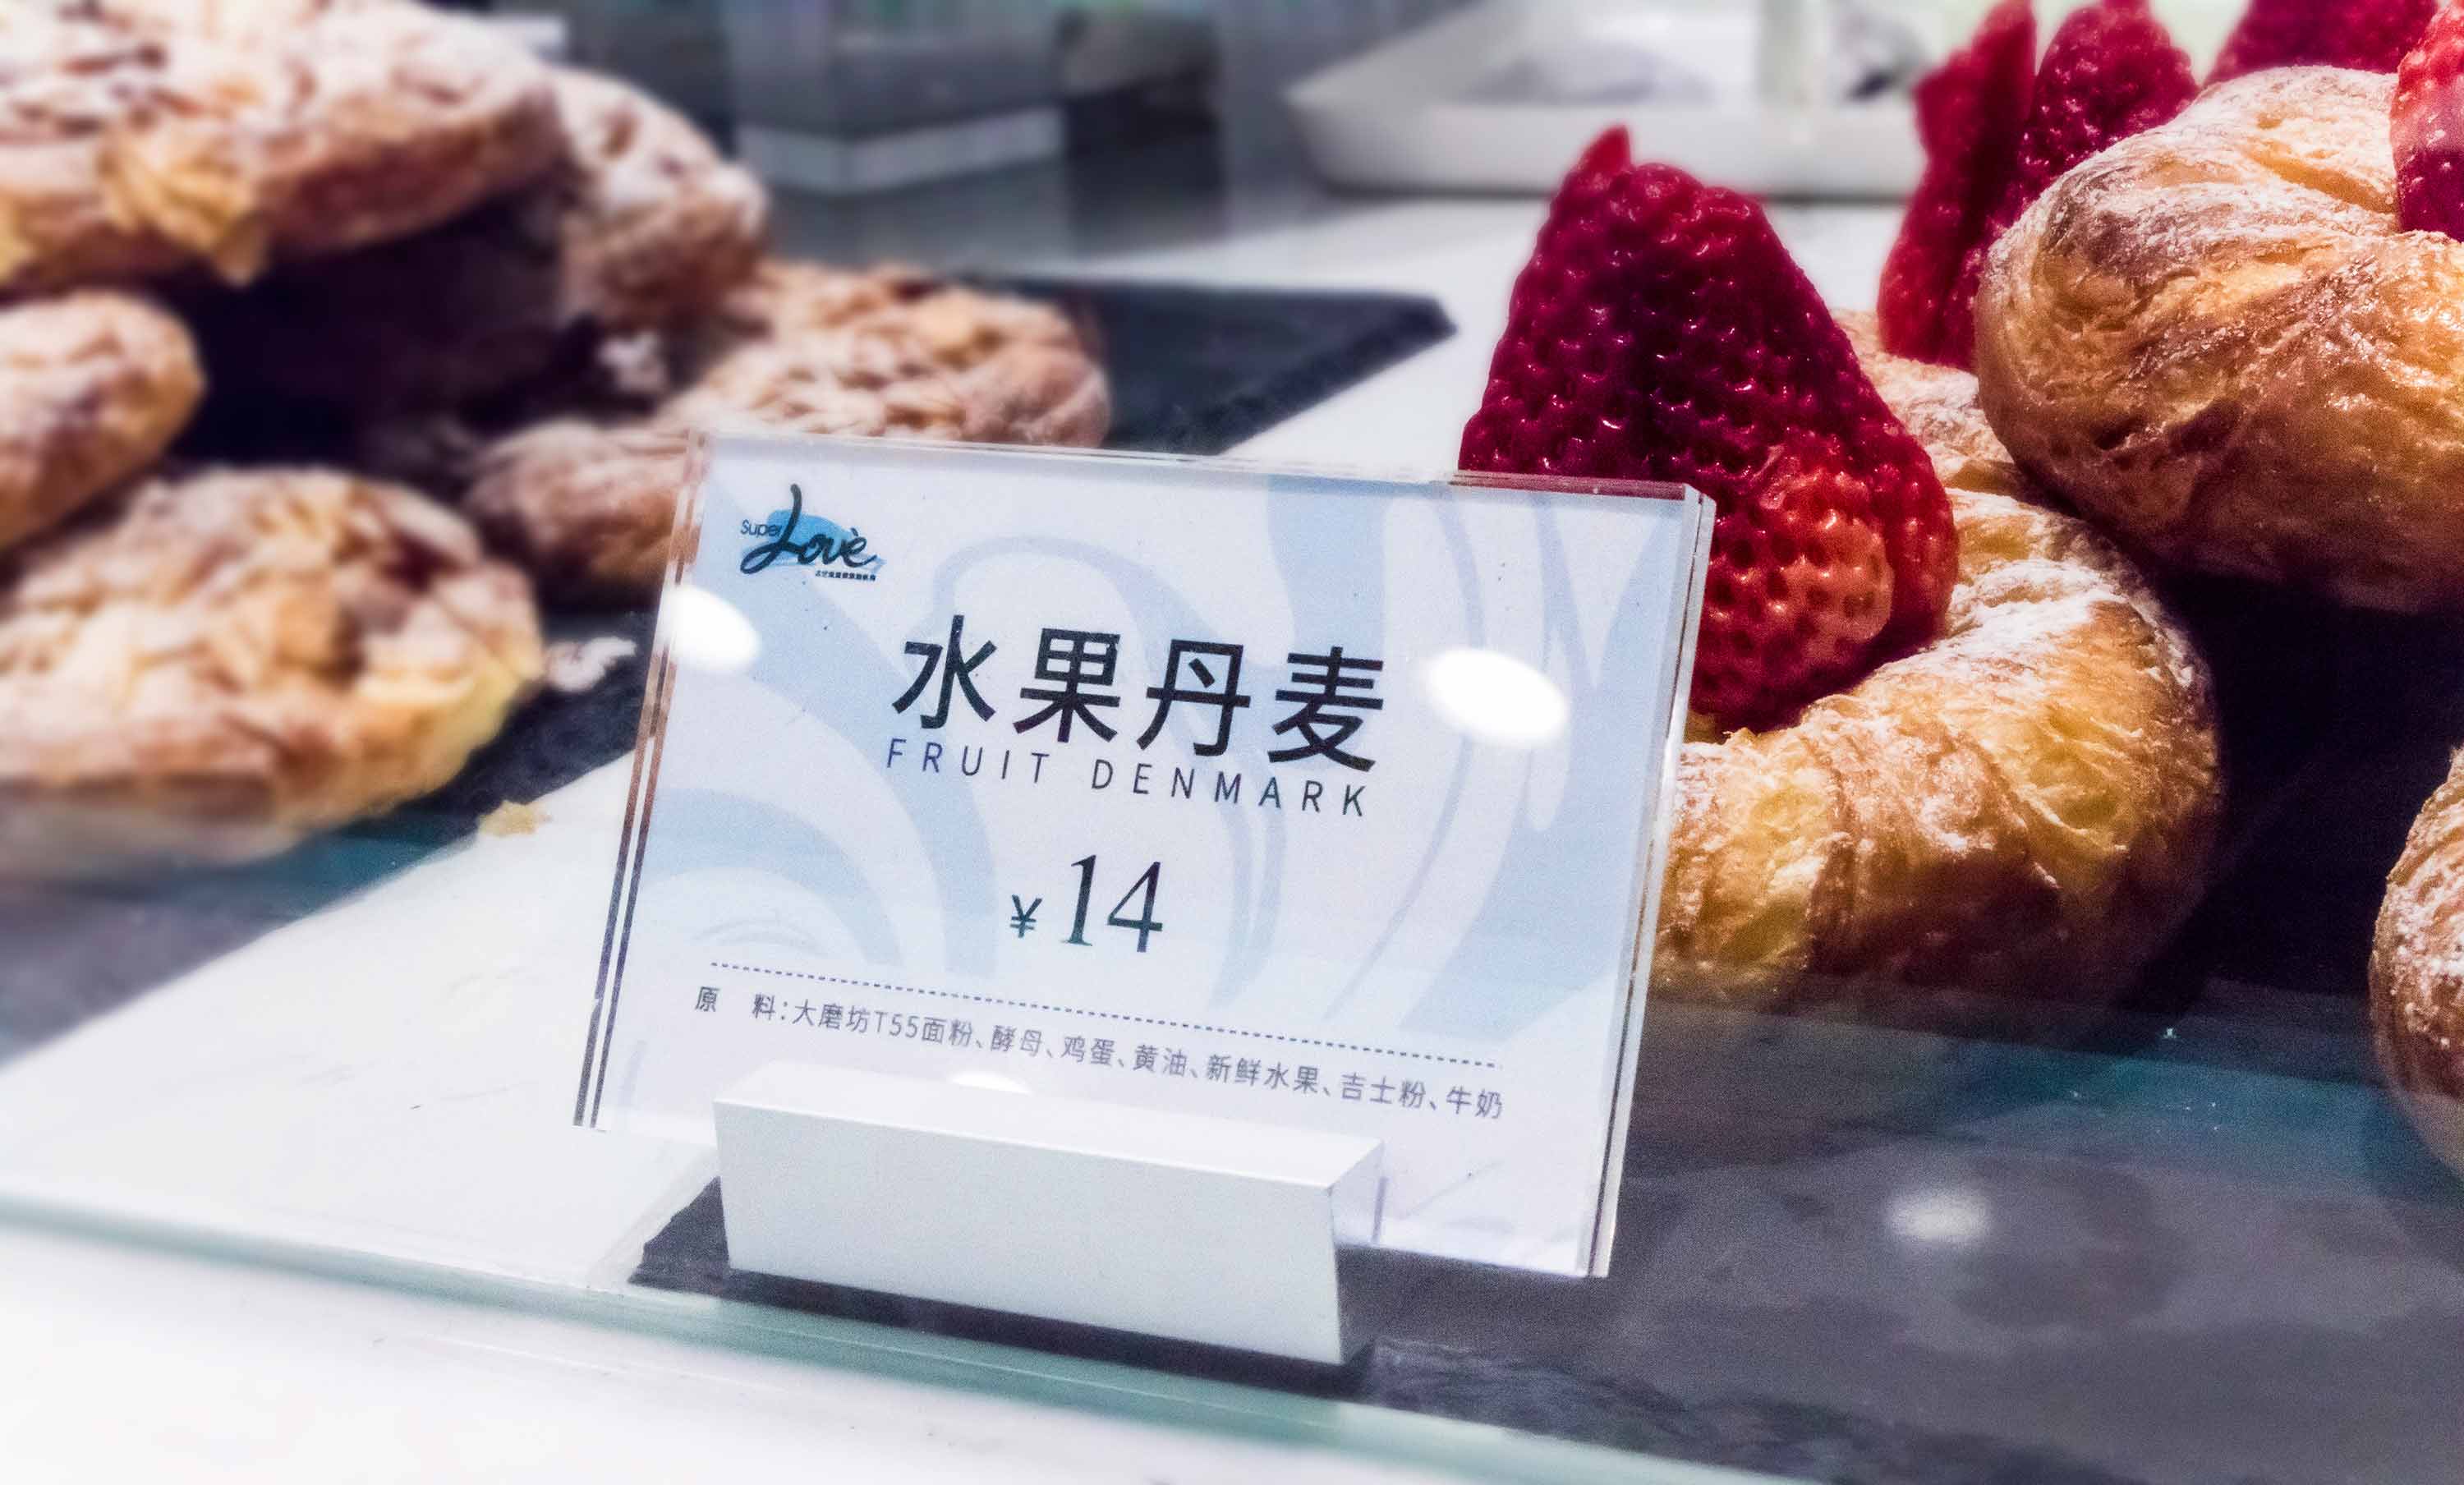 Super Love
水果丹麦
FRUIT DENMARK
¥14
原 料：大磨坊T55面粉、酵母、鸡蛋、黄油、新鲜水果、吉士粉、牛奶